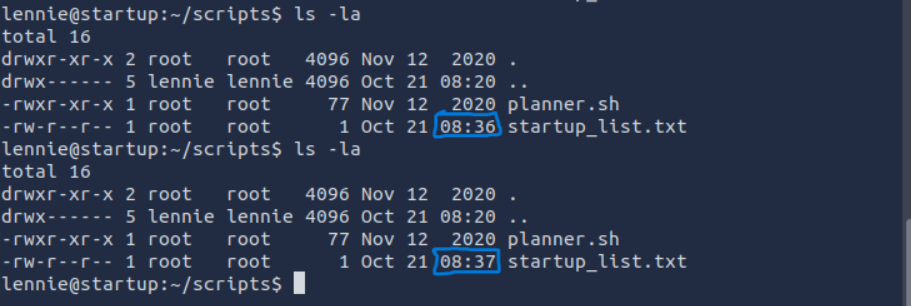 lennie@startup:~/scripts$ ls -la
total 16
drwxr-xr-x 2 root   root   4096 Nov 12  2020 .
drwx------ 5 lennie lennie 4096 Oct 21 08:20 ..
-rwxr-xr-x 1 root   root     77 Nov 12  2020 planner.sh
-rw-r--r-- 1 root   root      1 Oct 21 08:36 startup_list.txt
lennie@startup:~/scripts$ ls -la
total 16
drwxr-xr-x 2 root   root   4096 Nov 12  2020 .
drwx------ 5 lennie lennie 4096 Oct 21 08:20 ..
-rwxr-xr-x 1 root   root     77 Nov 12  2020 planner.sh
-rw-r--r-- 1 root   root      1 Oct 21 08:37 startup_list.txt
lennie@startup:~/scripts$